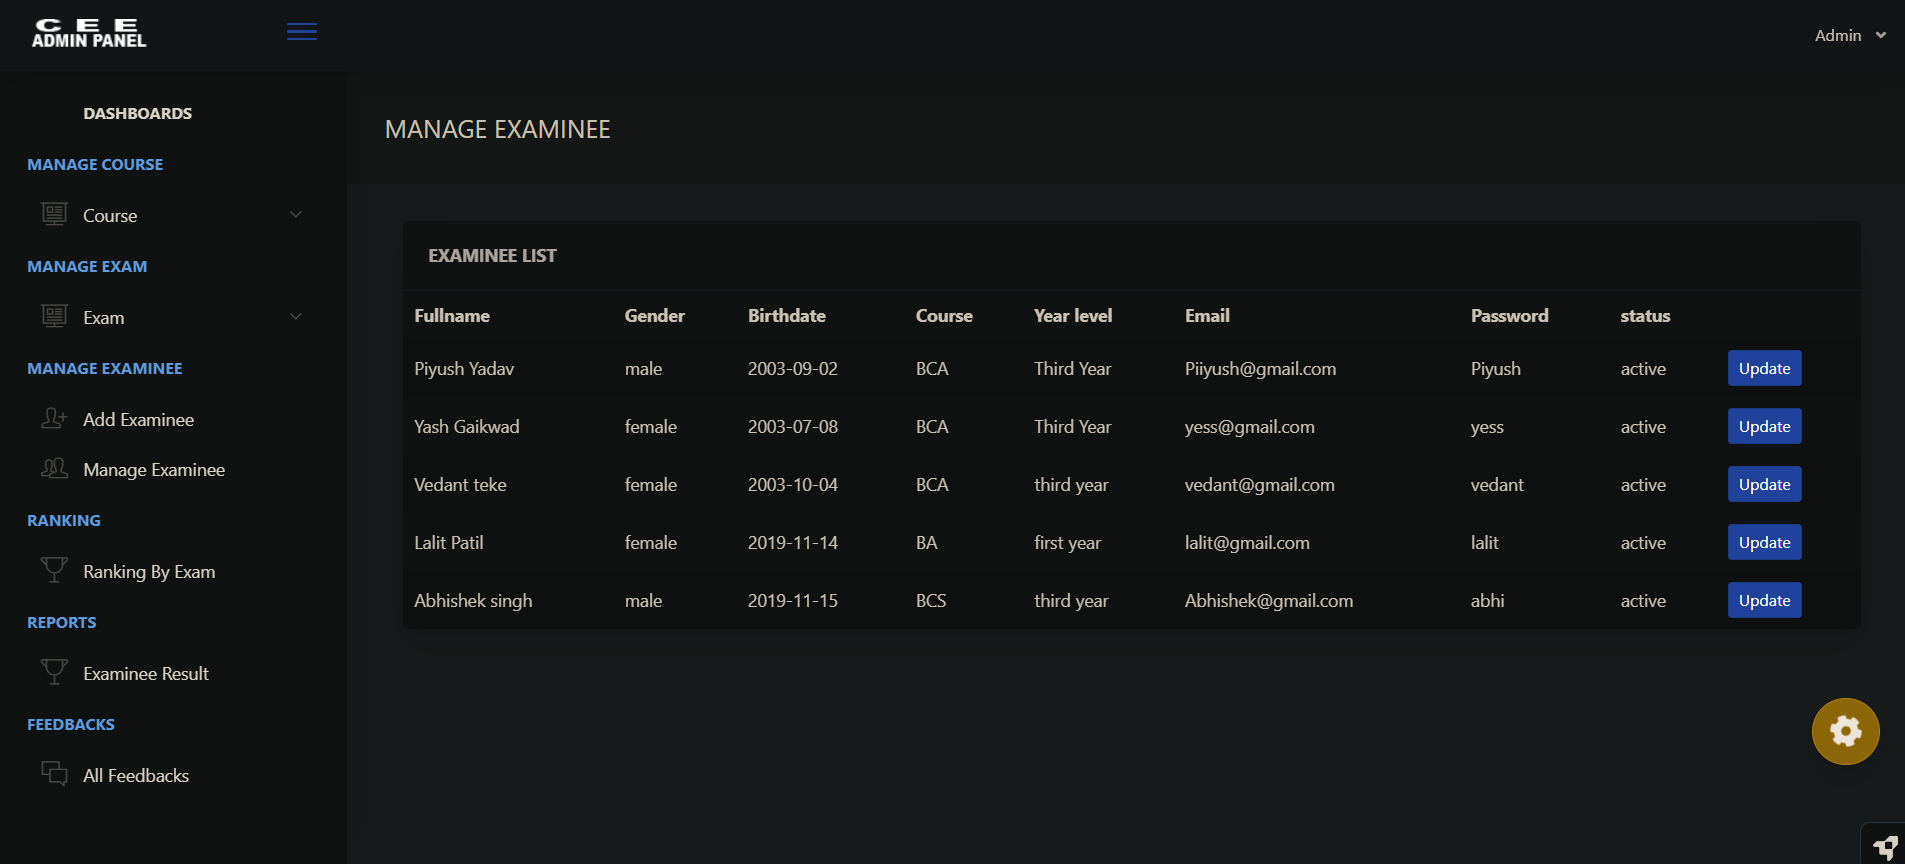 CEE
ADMIN PANEL
Admin
DASHBOARDS
MANAGE COURSE
Course
MANAGE EXAM
Exam
MANAGE EXAMINEE
Add Examinee
Manage Examinee
RANKING
Ranking By Exam
REPORTS
Examinee Result
FEEDBACKS
All Feedbacks
MANAGE EXAMINEE
EXAMINEE LIST
Fullname Gender Birthdate Course Year level Email Password status
Piyush Yadav male 2003-09-02 BCA Third Year Piiyush@gmail.com Piyush active Update
Yash Gaikwad female 2003-07-08 BCA Third Year yess@gmail.com yess active Update
Vedant teke female 2003-10-04 BCA third year vedant@gmail.com vedant active Update
Lalit Patil female 2019-11-14 BA first year lalit@gmail.com lalit active Update
Abhishek singh male 2019-11-15 BCS third year Abhishek@gmail.com abhi active Update